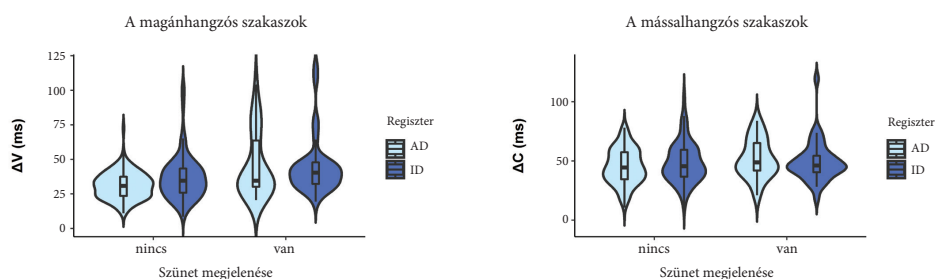 A magánhangzós szakaszok
ΔV (ms)
125
100
75
50
25
0
nincs
van
Szünet megjelenése
Regiszter
AD
ID
A mássalhangzós szakaszok
ΔC (ms)
100
50
0
nincs
van
Szünet megjelenése
Regiszter
AD
ID